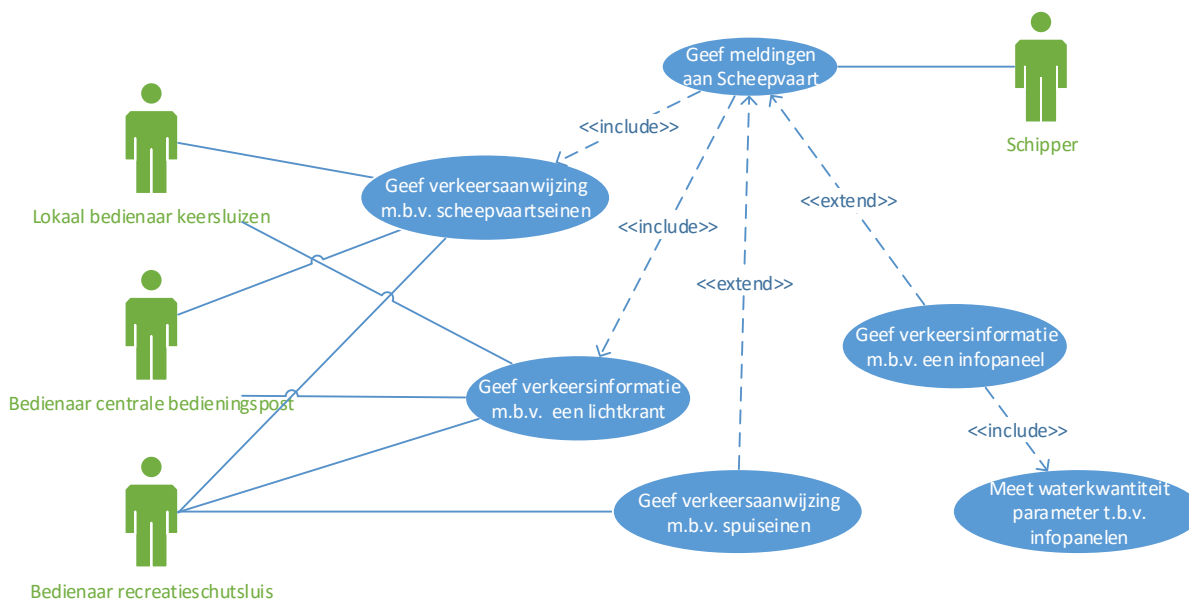 Geef meldingen
aan Scheepvaart
Schipper
<<include>>
Geef verkeersaanwijzing
m.b.v. scheepvaartseinen
Lokaal bedienaar keersluizen
<<extend>>
<<include>>
<<extend>>
Geef verkeersinformatie
m.b.v. een infopaneel
Geef verkeersinformatie
m.b.v. een lichtkrant
Bedienaar centrale bedieningspost
<<include>>
Geef verkeersaanwijzing
m.b.v. spuiseinen
Meet waterkwantiteit
parameter t.b.v.
infopanelen
Bedienaar recreatieschutsluis